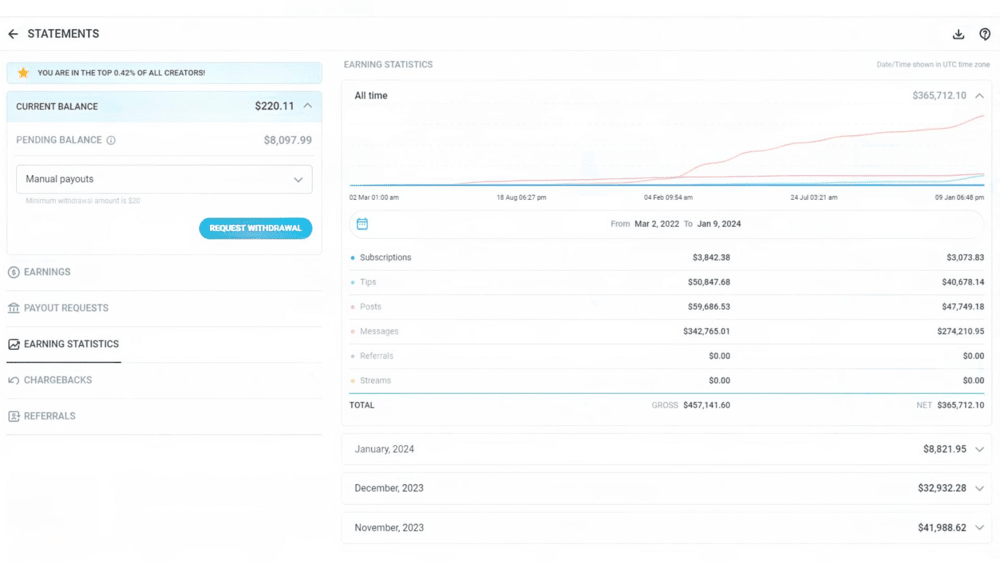 STATEMENTS
YOU ARE IN THE TOP 0.42% OF ALL CREATORS!
CURRENT BALANCE $220.11
PENDING BALANCE $8,097.99
Manual payouts
Minimum withdrawal amount is $20
REQUEST WITHDRAWAL
EARNINGS
PAYOUT REQUESTS
EARNING STATISTICS
CHARGEBACKS
REFERRALS
EARNING STATISTICS Date/Time shown in UTC time zone
All time $365,712.10
02 Mar 01:00 am 18 Aug 06:27 pm 04 Feb 09:54 am 24 Jul 03:21 am 09 Jan 06:48 pm
From Mar 2, 2022 To Jan 9, 2024
Subscriptions $3,842.38 $3,073.83
Tips $50,847.68 $40,678.14
Posts $59,686.53 $47,749.18
Messages $342,765.01 $274,210.95
Referrals $0.00 $0.00
Streams $0.00 $0.00
TOTAL GROSS $457,141.60 NET $365,712.10
January, 2024 $8,821.95
December, 2023 $32,932.28
November, 2023 $41,988.62